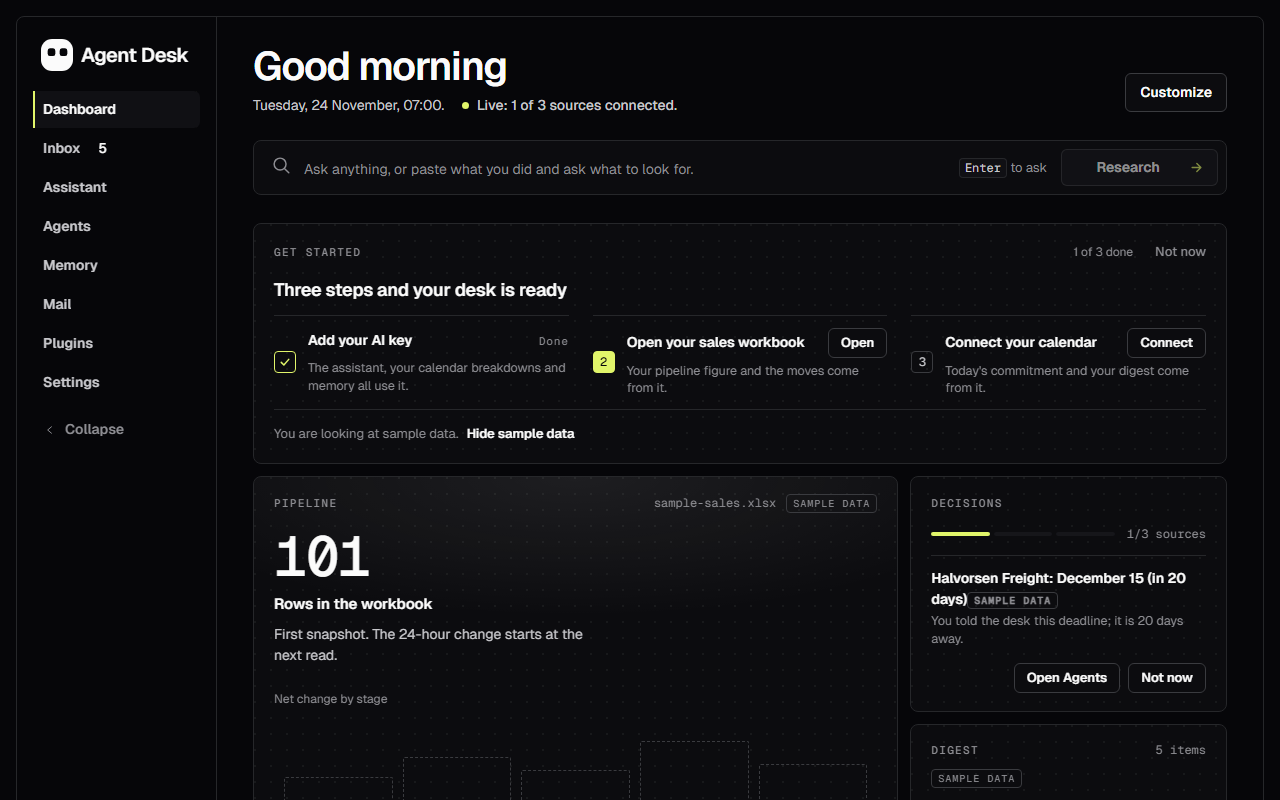 Agent Desk
Dashboard
Inbox 5
Assistant
Agents
Memory
Mail
Plugins
Settings
Collapse
Good morning
Tuesday, 24 November, 07:00. Live: 1 of 3 sources connected.
Customize
Ask anything, or paste what you did and ask what to look for. Enter to ask Research →
GET STARTED 1 of 3 done Not now
Three steps and your desk is ready
Add your AI key Done
The assistant, your calendar breakdowns and
memory all use it.
2 Open your sales workbook Open
Your pipeline figure and the moves come
from it.
3 Connect your calendar Connect
Today's commitment and your digest come
from it.
You are looking at sample data. Hide sample data
PIPELINE sample-sales.xlsx SAMPLE DATA
101
Rows in the workbook
First snapshot. The 24-hour change starts at the
next read.
Net change by stage
DECISIONS
1/3 sources
Halvorsen Freight: December 15 (in 20
days) SAMPLE DATA
You told the desk this deadline; it is 20 days
away.
Open Agents Not now
DIGEST 5 items
SAMPLE DATA